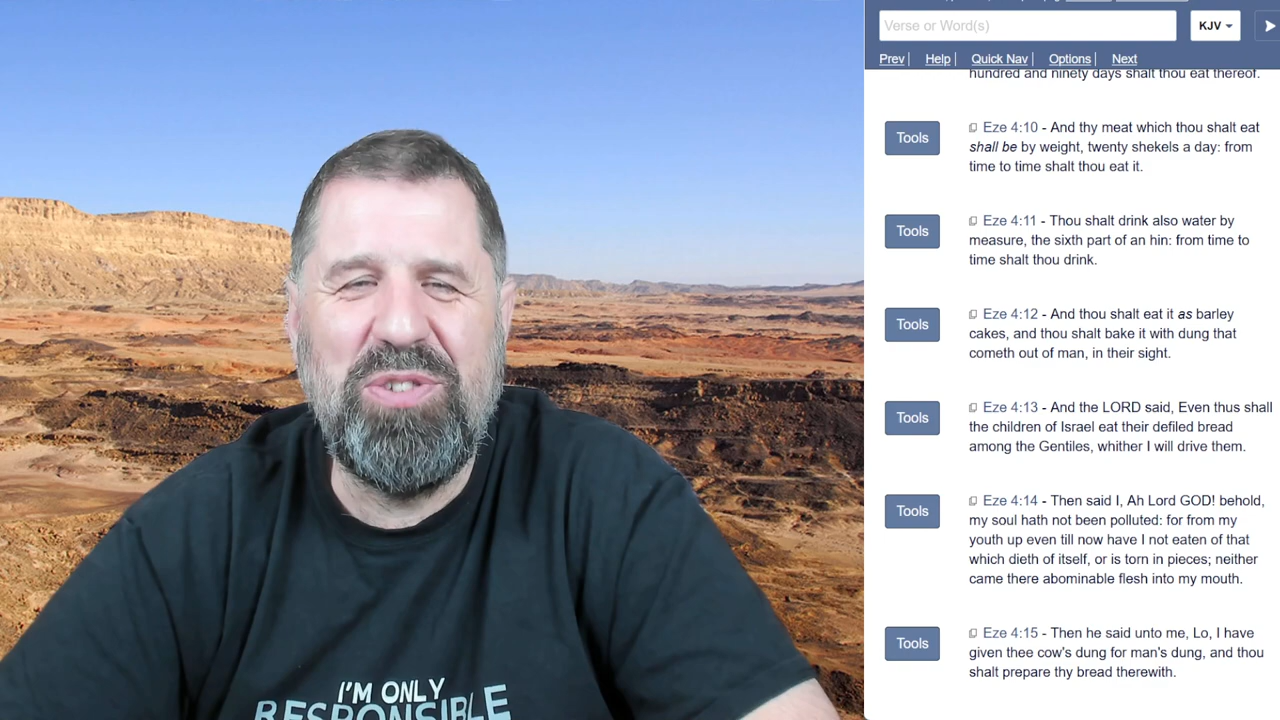 Verse or Word(s)
KJV
Prev
Help
Quick Nav
Options
Next
hundred and ninety days shalt thou eat thereof.
Tools
Eze 4:10 - And thy meat which thou shalt eat
shall be by weight, twenty shekels a day: from
time to time shalt thou eat it.
Tools
Eze 4:11 - Thou shalt drink also water by
measure, the sixth part of an hin: from time to
time shalt thou drink.
Tools
Eze 4:12 - And thou shalt eat it as barley
cakes, and thou shalt bake it with dung that
cometh out of man, in their sight.
Tools
Eze 4:13 - And the LORD said, Even thus shall
the children of Israel eat their defiled bread
among the Gentiles, whither I will drive them.
Tools
Eze 4:14 - Then said I, Ah Lord GOD! behold,
my soul hath not been polluted: for from my
youth up even till now have I not eaten of that
which dieth of itself, or is torn in pieces; neither
came there abominable flesh into my mouth.
Tools
Eze 4:15 - Then he said unto me, Lo, I have
given thee cow's dung for man's dung, and thou
shalt prepare thy bread therewith.
I'M ONLY
RESPONSIBLE